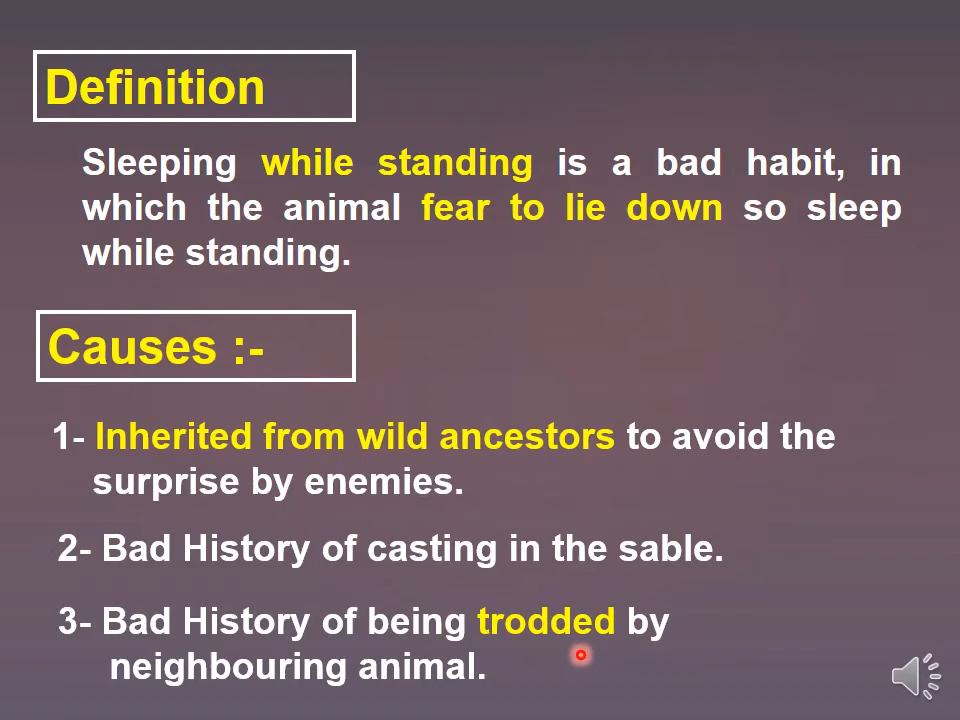 Definition
Sleeping while standing is a bad habit, in
which the animal fear to lie down so sleep
while standing.
Causes :-
1- Inherited from wild ancestors to avoid the
surprise by enemies.
2- Bad History of casting in the sable.
3- Bad History of being trodded by
neighbouring animal.